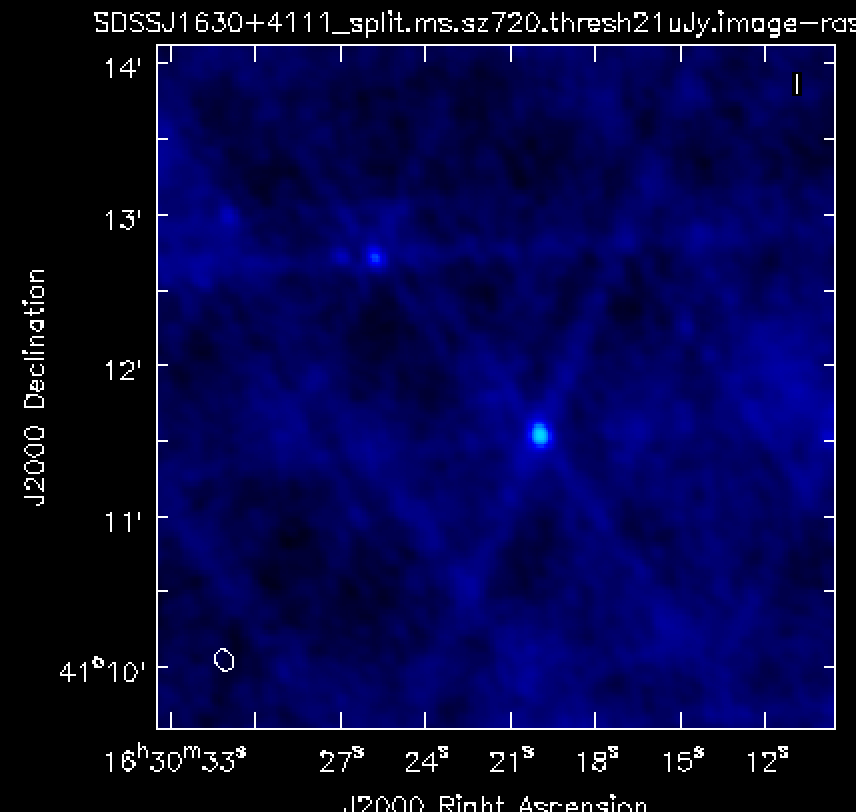 SDSSJ1630+4111_split.ms.sz720.thresh21uJy.image-ras
14'
I
13'
12'
11'
41°10'
J2000 Declination
16h30m33s 27s 24s 21s 18s 15s 12s
J2000 Right Ascension